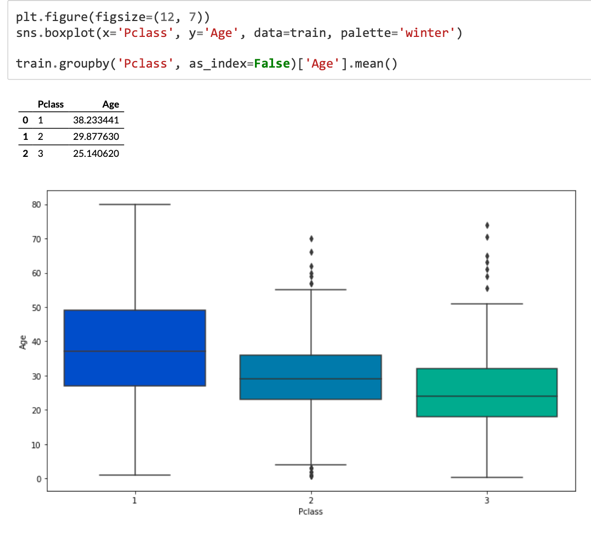 plt.figure(figsize=(12, 7))
sns.boxplot(x='Pclass', y='Age', data=train, palette='winter')
train.groupby('Pclass', as_index=False)['Age'].mean()
Pclass Age
0 1 38.233441
1 2 29.877630
2 3 25.140620
80
70
60
50
40
30
20
10
0
Age
1 2 3
Pclass